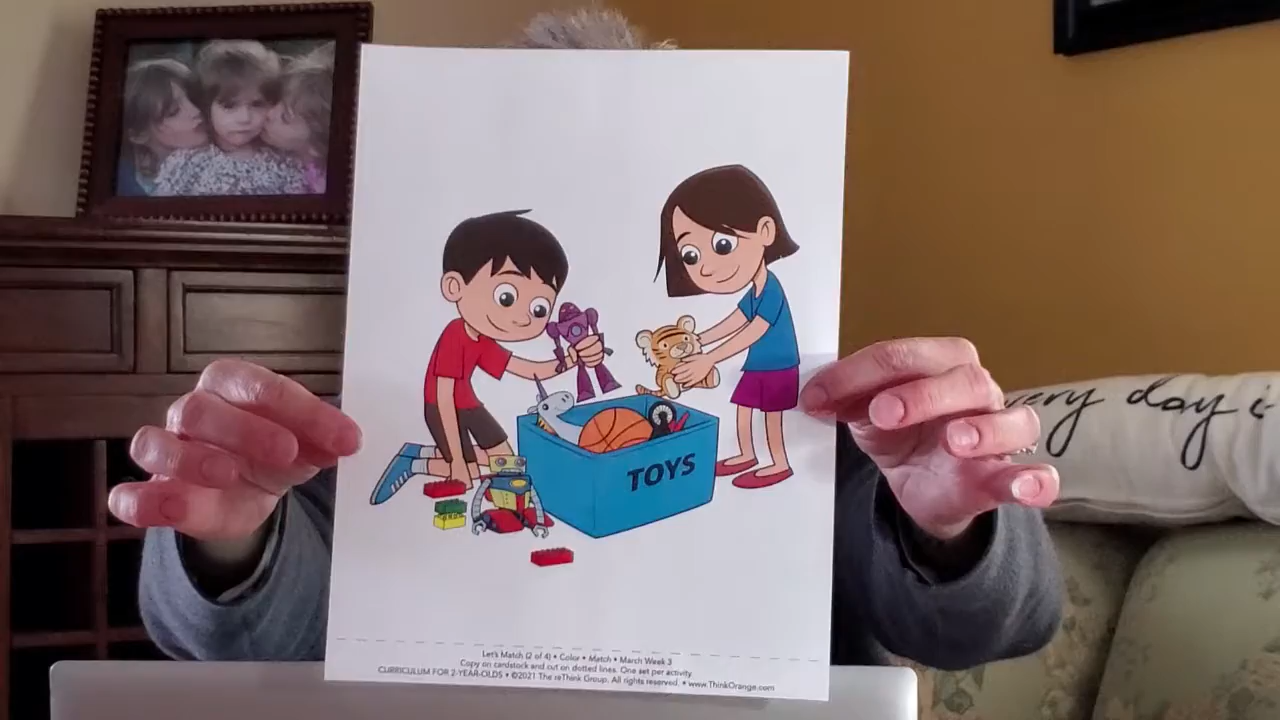 very day i
TOYS
Let's Match (2 of 4) • Color • Match • March Week 3
Copy on cardstock and cut on dotted lines. One set per activity.
CURRICULUM FOR 2-YEAR-OLDS • ©2021 The reThink Group. All rights reserved. • www.ThinkOrange.com